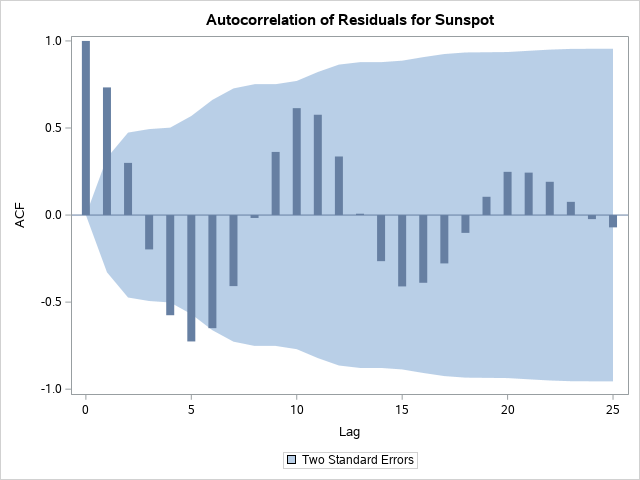 Autocorrelation of Residuals for Sunspot
1.0
0.5
0.0
-0.5
-1.0
ACF
0 5 10 15 20 25
Lag
Two Standard Errors